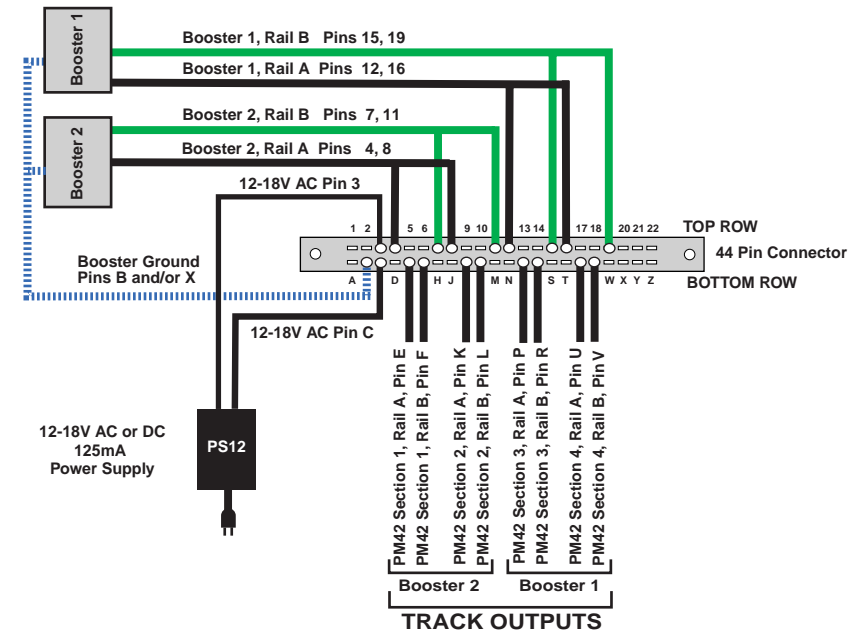 Booster 1
Booster 1, Rail B Pins 15, 19
Booster 1, Rail A Pins 12, 16
Booster 2
Booster 2, Rail B Pins 7, 11
Booster 2, Rail A Pins 4, 8
12-18V AC Pin 3
1 2 5 6 9 10 13 14 17 18 20 21 22
TOP ROW
44 Pin Connector
Booster Ground
Pins B and/or X
A D H J M N S T W X Y Z
BOTTOM ROW
12-18V AC Pin C
PM42 Section 1, Rail A, Pin E
PM42 Section 1, Rail B, Pin F
PM42 Section 2, Rail A, Pin K
PM42 Section 2, Rail B, Pin L
PM42 Section 3, Rail A, Pin P
PM42 Section 3, Rail B, Pin R
PM42 Section 4, Rail A, Pin U
PM42 Section 4, Rail B, Pin V
12-18V AC or DC
125mA
Power Supply
PS12
Booster 2
Booster 1
TRACK OUTPUTS